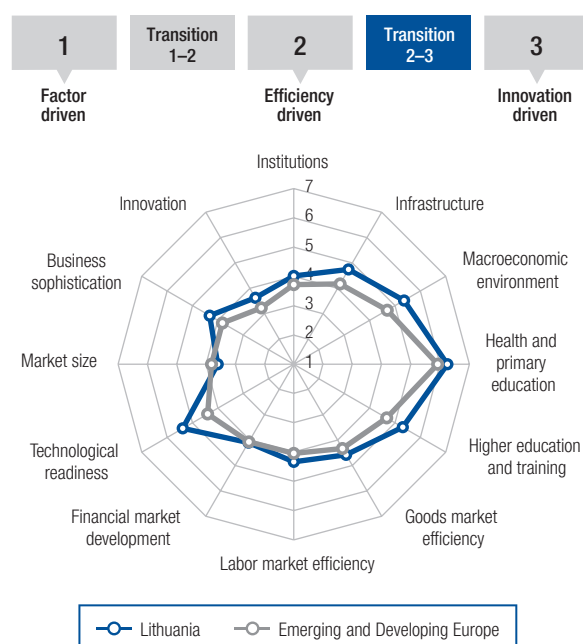 1
Transition
1–2
2
Transition
2–3
3
Factor
driven
Efficiency
driven
Innovation
driven
Institutions
7
Innovation
6
Infrastructure
5
Business
sophistication
4
Macroeconomic
environment
3
2
Market size
1
Health and
primary
education
Technological
readiness
Higher education
and training
Financial market
development
Goods market
efficiency
Labor market efficiency
Lithuania
Emerging and Developing Europe